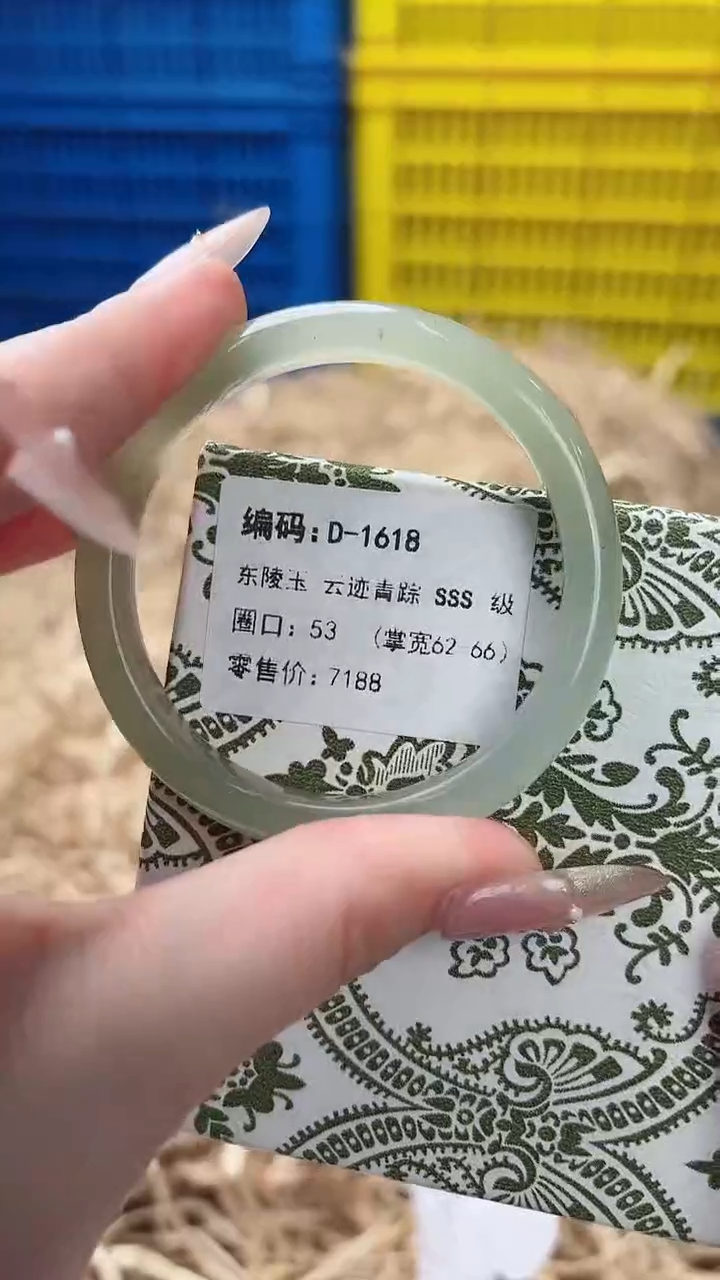 编码:D-1618
东陵玉 云迹青踪 SSS 级
圈口: 53 (掌宽62 66)
零售价: 7188